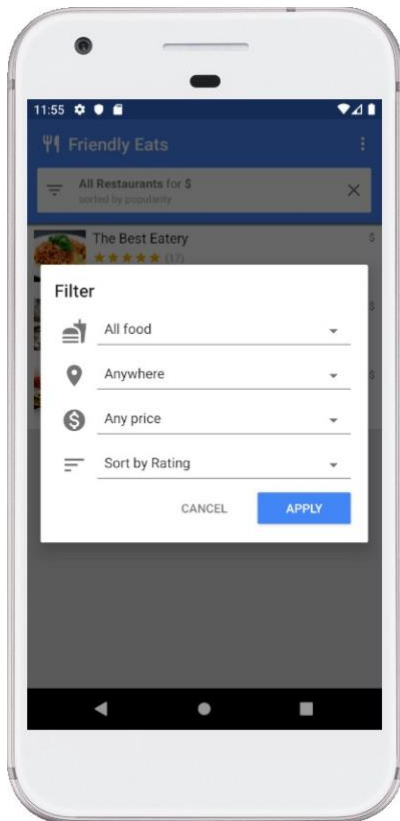 11:55
Friendly Eats
All Restaurants for $
sorted by popularity
The Best Eatery $
(17)
$
$
Filter
All food
Anywhere
$ Any price
Sort by Rating
CANCEL APPLY